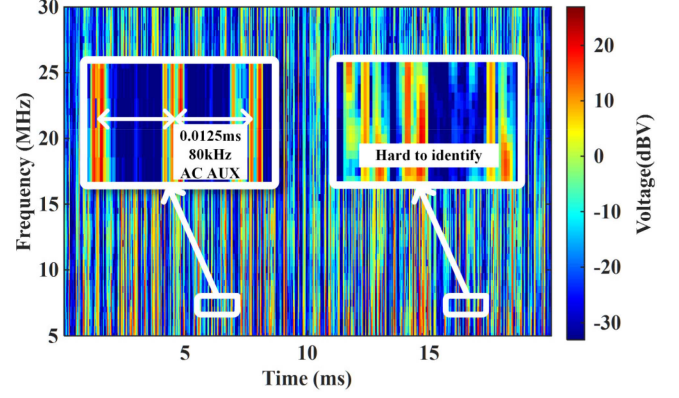 30
25
20
15
10
5
Frequency (MHz)
0.0125ms
80kHz
AC AUX
Hard to identify
5
10
15
Time (ms)
20
10
0
-10
-20
-30
Voltage(dBV)